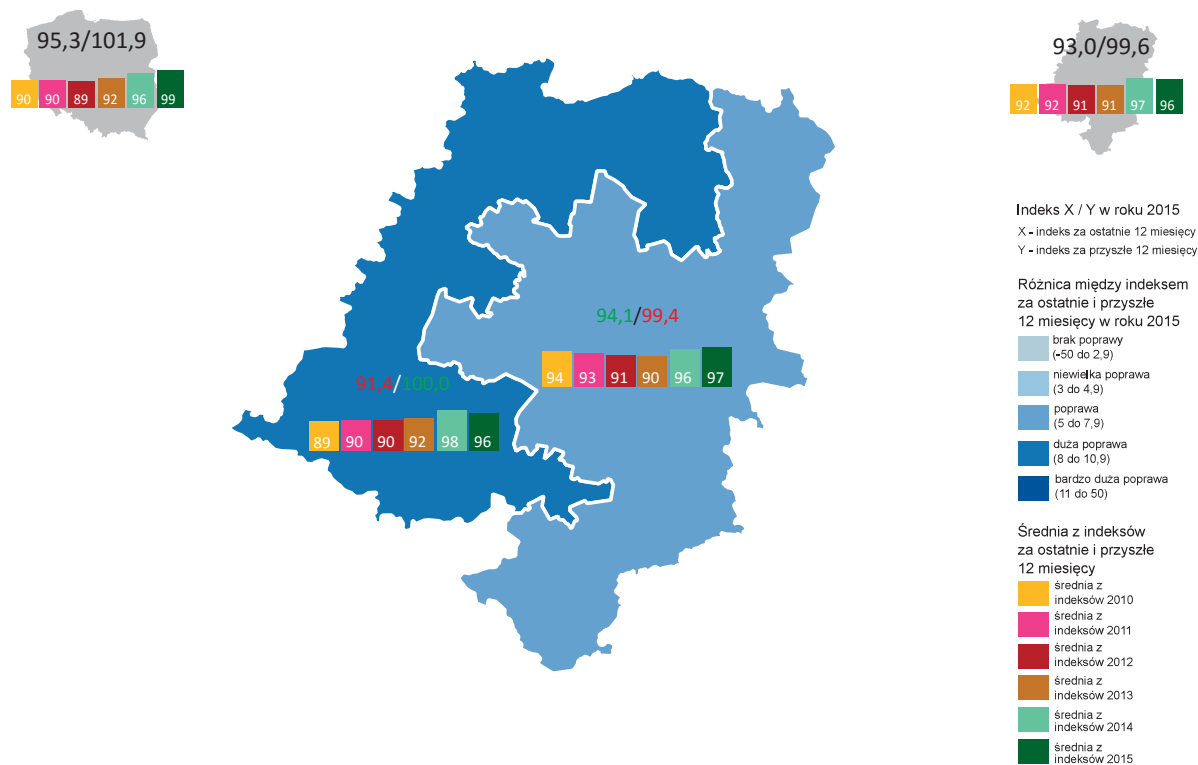 95,3/101,9
90 90 89 92 96 99
93,0/99,6
92 92 91 91 97 96
94,1/99,4
94 93 91 90 96 97
91,4/100,0
89 90 90 92 98 96
Indeks X / Y w roku 2015
X - indeks za ostatnie 12 miesięcy
Y - indeks za przyszłe 12 miesięcy
Różnica między indeksem
za ostatnie i przyszłe
12 miesięcy w roku 2015
brak poprawy
(-50 do 2,9)
niewielka poprawa
(3 do 4,9)
poprawa
(5 do 7,9)
duża poprawa
(8 do 10,9)
bardzo duża poprawa
(11 do 50)
Średnia z indeksów
za ostatnie i przyszłe
12 miesięcy
średnia z
indeksów 2010
średnia z
indeksów 2011
średnia z
indeksów 2012
średnia z
indeksów 2013
średnia z
indeksów 2014
średnia z
indeksów 2015